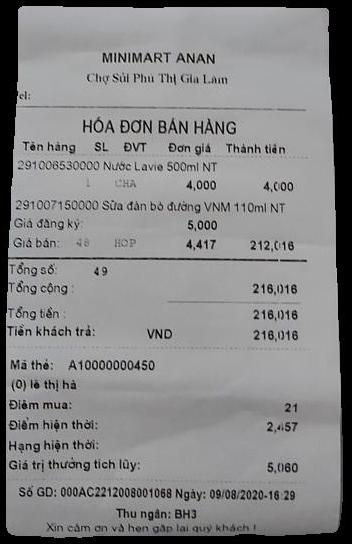 MINIMART ANAN
Chợ Sủi Phú Thị Gia Lâm
Tel:
HÓA ĐƠN BÁN HÀNG
Tên hàng SL ĐVT Đơn giá Thành tiền
291006530000 Nước Lavie 500ml NT
1 CHA 4,000 4,000
291007150000 Sữa đàn bò đường VNM 110ml NT
Giá đăng ký: 5,000
Giá bán: 48 HOP 4,417 212,016
Tổng số: 49
Tổng cộng : 216,016
Tổng tiền : 216,016
Tiền khách trả: VND 216,016
Mã thẻ: A10000000450
(0) lê thị hà
Điểm mua: 21
Điểm hiện thời: 2,457
Hạng hiện thời:
Giá trị thưởng tích lũy: 5,060
Số GD: 000AC2212008001068 Ngày: 09/08/2020-16:29
Thu ngân: BH3
Xin cảm ơn và hẹn gặp lại quý khách !